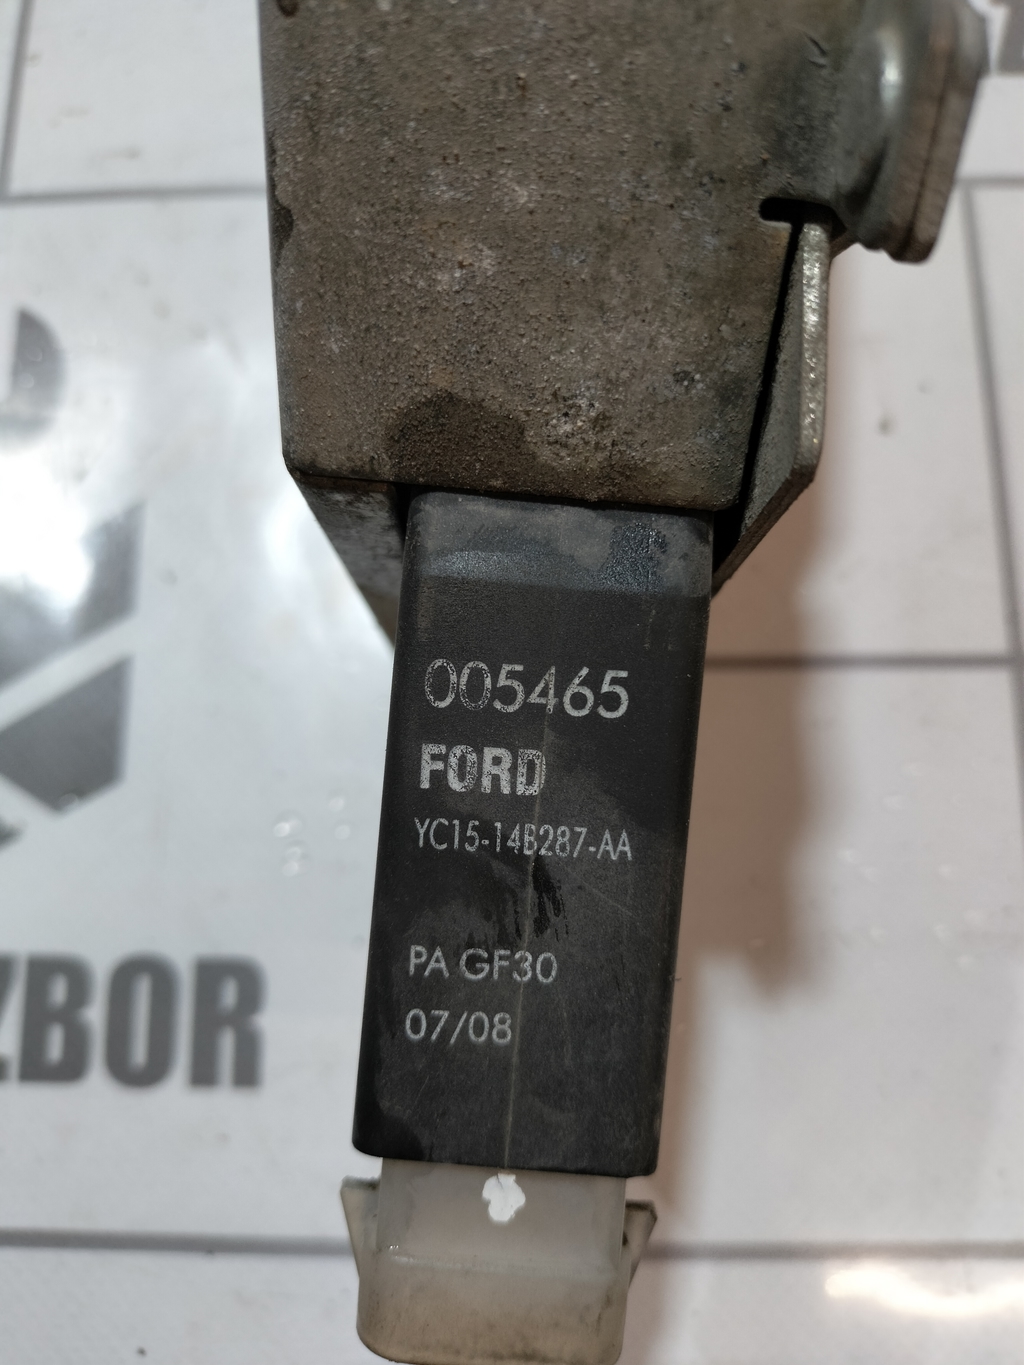 005465
FORD
YC15-14B287-AA
PA GF30
07/08
ZBOR